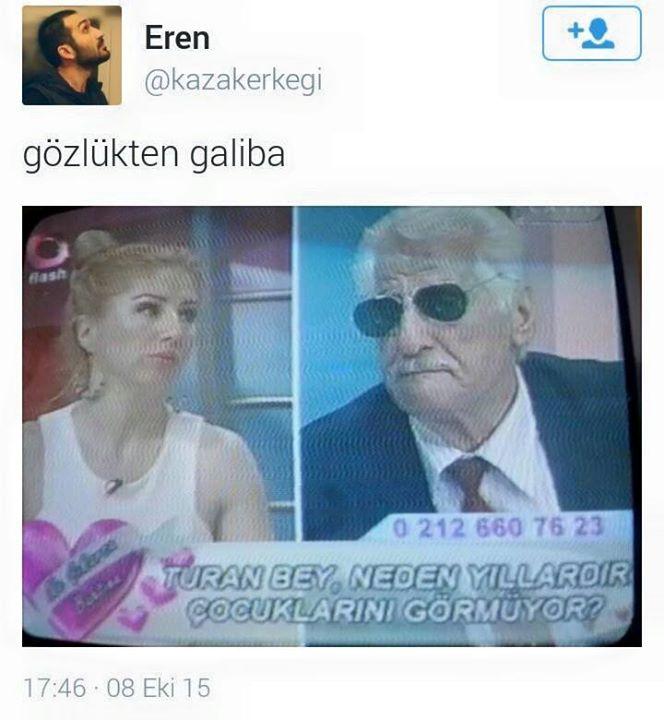 Eren
@kazakerkegi
gözlükten galiba
flash
0 212 660 76 23
TURAN BEY, NEDEN YILLARDIR
ÇOCUKLARINI GÖRMÜYOR?
17:46 · 08 Eki 15